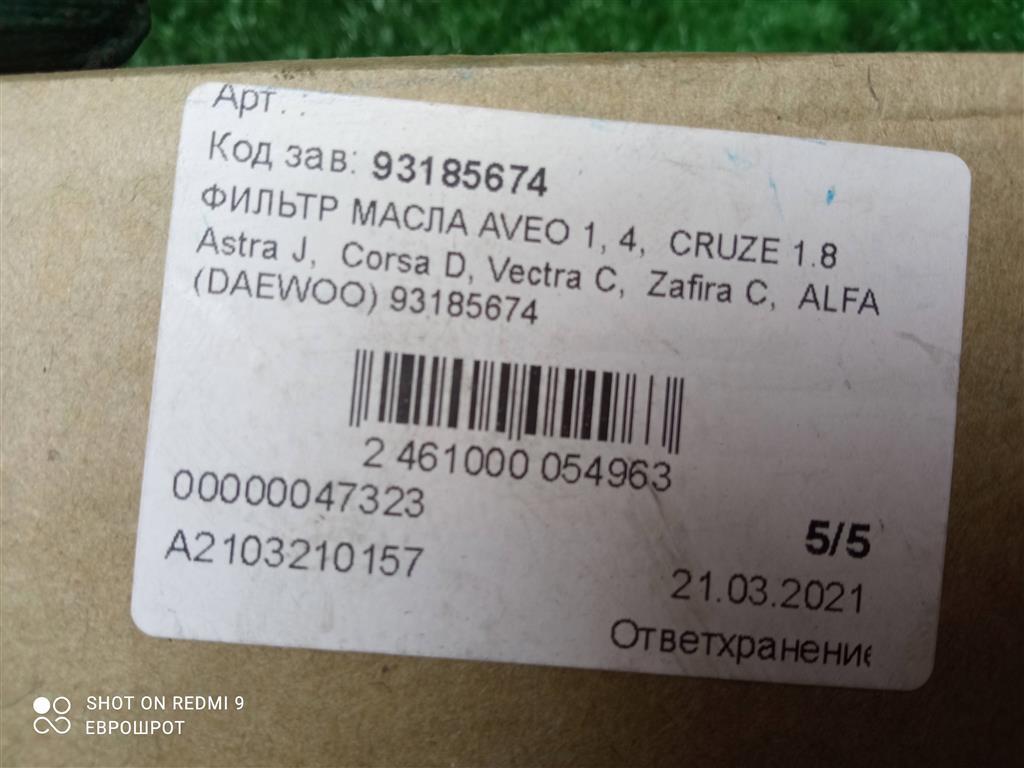 Арт. :
Код зав: 93185674
ФИЛЬТР МАСЛА AVEO 1, 4, CRUZE 1.8
Astra J, Corsa D, Vectra C, Zafira C, ALFA
(DAEWOO) 93185674
2 461000 054963
00000047323
5/5
A2103210157
21.03.2021
Ответхранение
SHOT ON REDMI 9
ЕВРОШРОТ